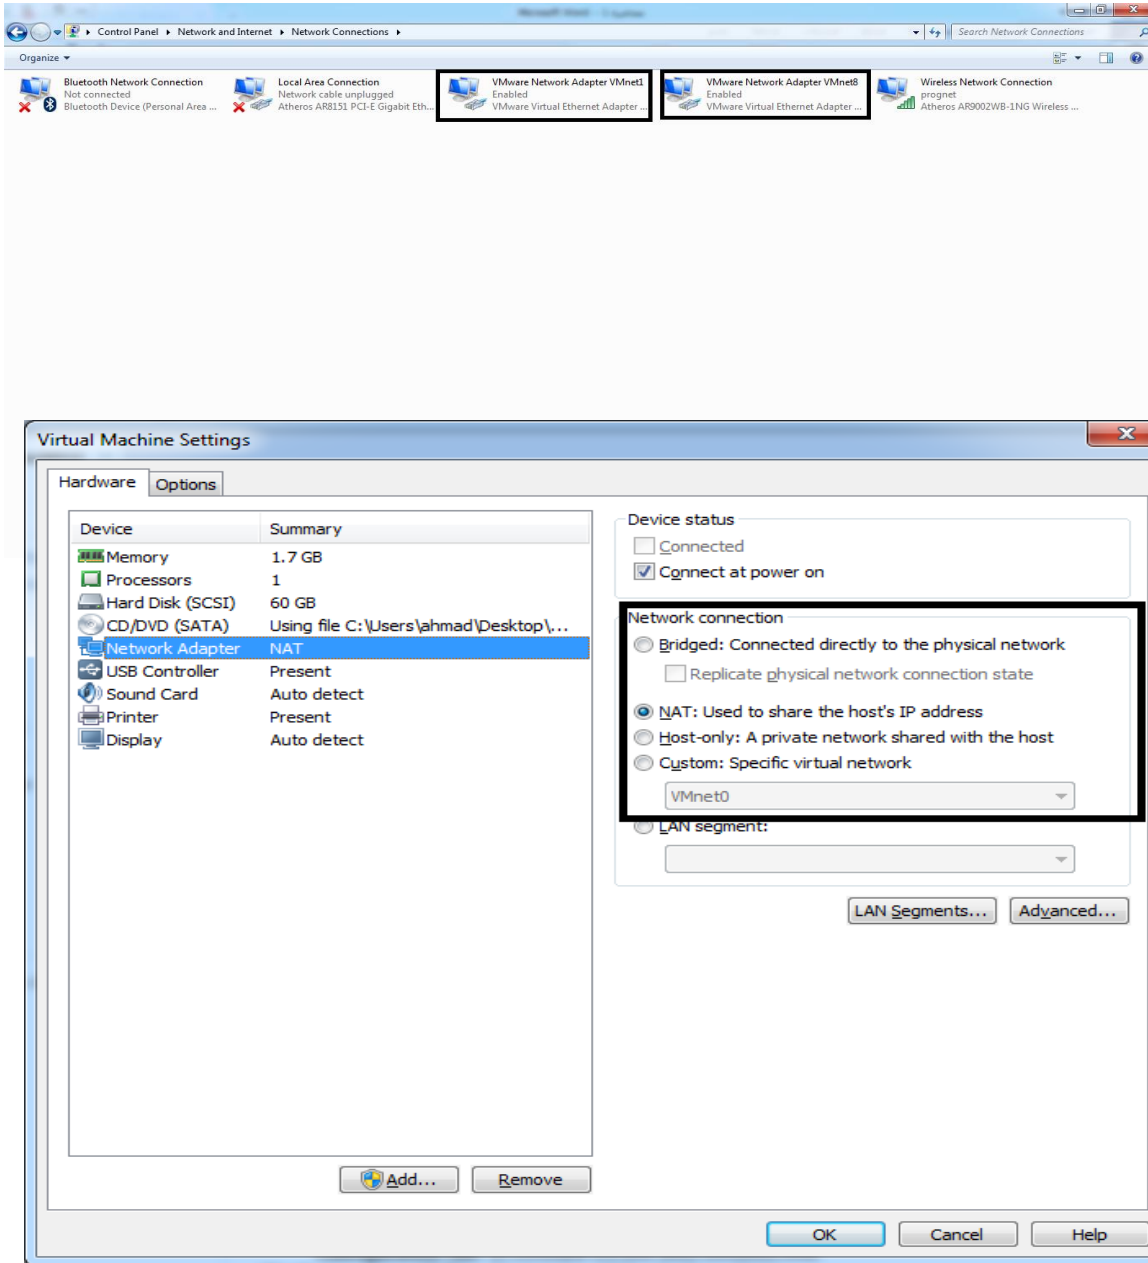 Control Panel ▸ Network and Internet ▸ Network Connections ▸
Search Network Connections
Organize
Bluetooth Network Connection
Not connected
Bluetooth Device (Personal Area ...
Local Area Connection
Network cable unplugged
Atheros AR8151 PCI-E Gigabit Eth...
VMware Network Adapter VMnet1
Enabled
VMware Virtual Ethernet Adapter ...
VMware Network Adapter VMnet8
Enabled
VMware Virtual Ethernet Adapter ...
Wireless Network Connection
prognet
Atheros AR9002WB-1NG Wireless ...
Virtual Machine Settings
Hardware Options
Device Summary
Memory 1.7 GB
Processors 1
Hard Disk (SCSI) 60 GB
CD/DVD (SATA) Using file C:\Users\ahmad\Desktop\...
Network Adapter NAT
USB Controller Present
Sound Card Auto detect
Printer Present
Display Auto detect
Add... Remove
Device status
Connected
Connect at power on
Network connection
Bridged: Connected directly to the physical network
Replicate physical network connection state
NAT: Used to share the host's IP address
Host-only: A private network shared with the host
Custom: Specific virtual network
VMnet0
LAN segment:
LAN Segments... Advanced...
OK Cancel Help